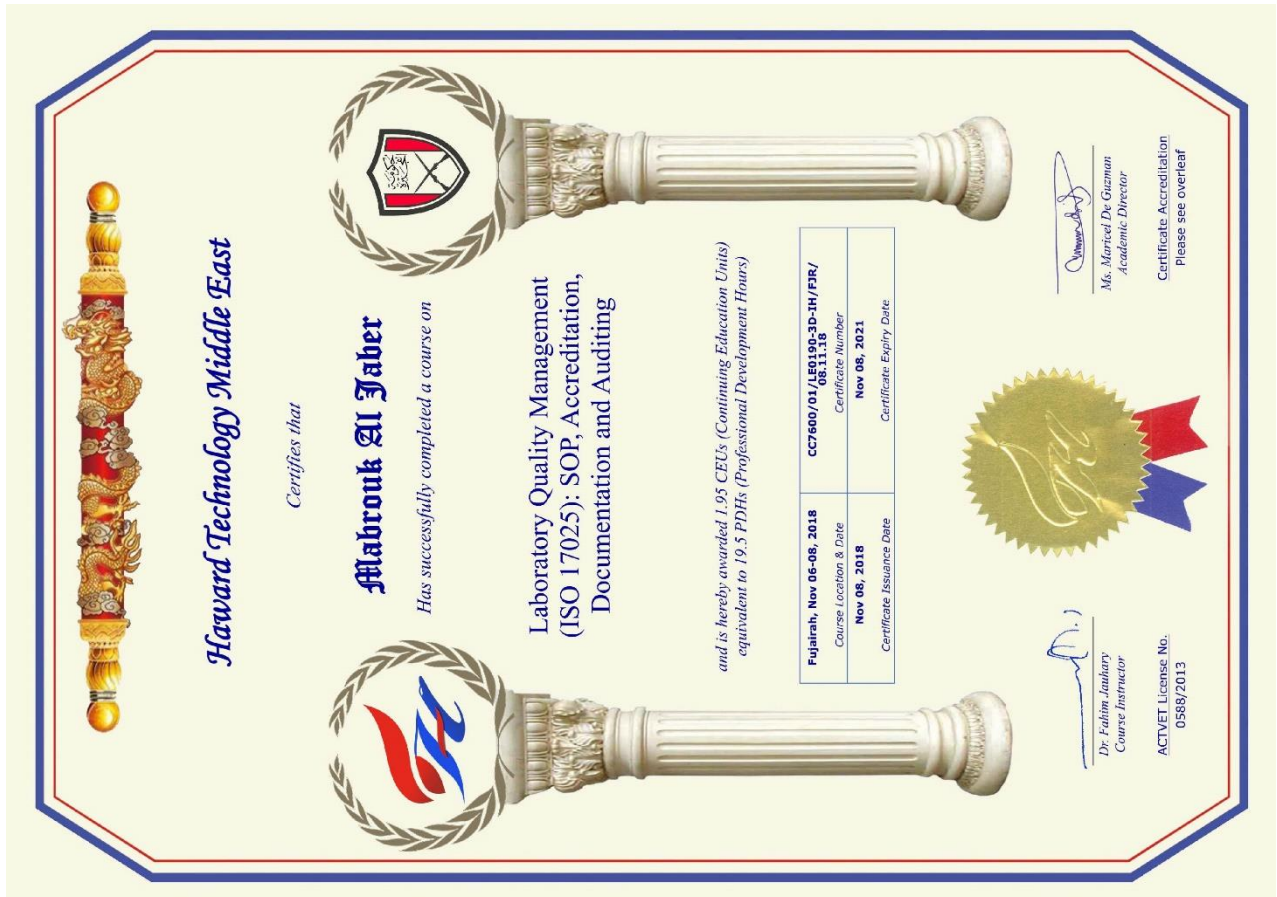 Haward Technology Middle East
Certifies that
Mabrouk Al Jaber
Has successfully completed a course on
Laboratory Quality Management
(ISO 17025): SOP, Accreditation,
Documentation and Auditing
and is hereby awarded 1.95 CEUs (Continuing Education Units)
equivalent to 19.5 PDHs (Professional Development Hours)
Fujairah, Nov 06-08, 2018
Course Location & Date
CC7600/01/LE0190-3D-IH/FJR/
08.11.18
Certificate Number
Nov 08, 2018
Certificate Issuance Date
Nov 08, 2021
Certificate Expiry Date
Dr. Fahim Jauhary
Course Instructor
Ms. Maricel De Guzman
Academic Director
ACTVET License No.
0588/2013
Certificate Accreditation
Please see overleaf